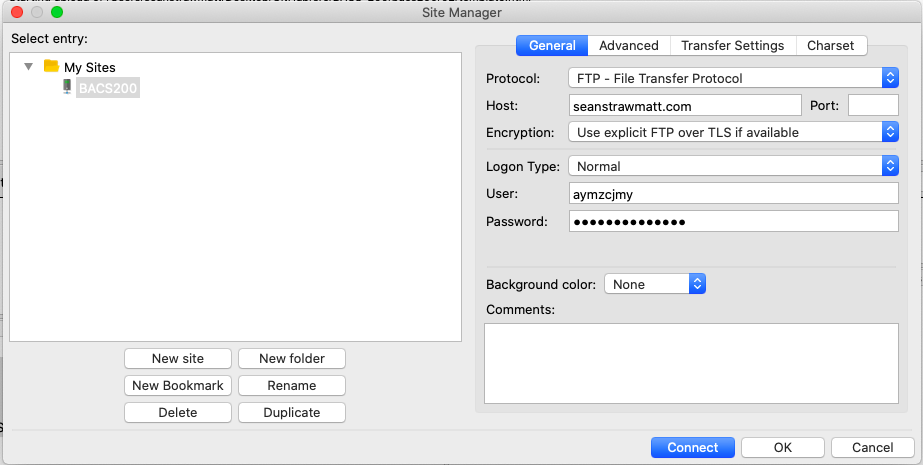 Site Manager
Select entry:
My Sites
BACS200
New site New folder
New Bookmark Rename
Delete Duplicate
General Advanced Transfer Settings Charset
Protocol: FTP - File Transfer Protocol
Host: seanstrawmatt.com Port:
Encryption: Use explicit FTP over TLS if available
Logon Type: Normal
User: aymzcjmy
Password: ●●●●●●●●●●●●●●
Background color: None
Comments:
Connect OK Cancel